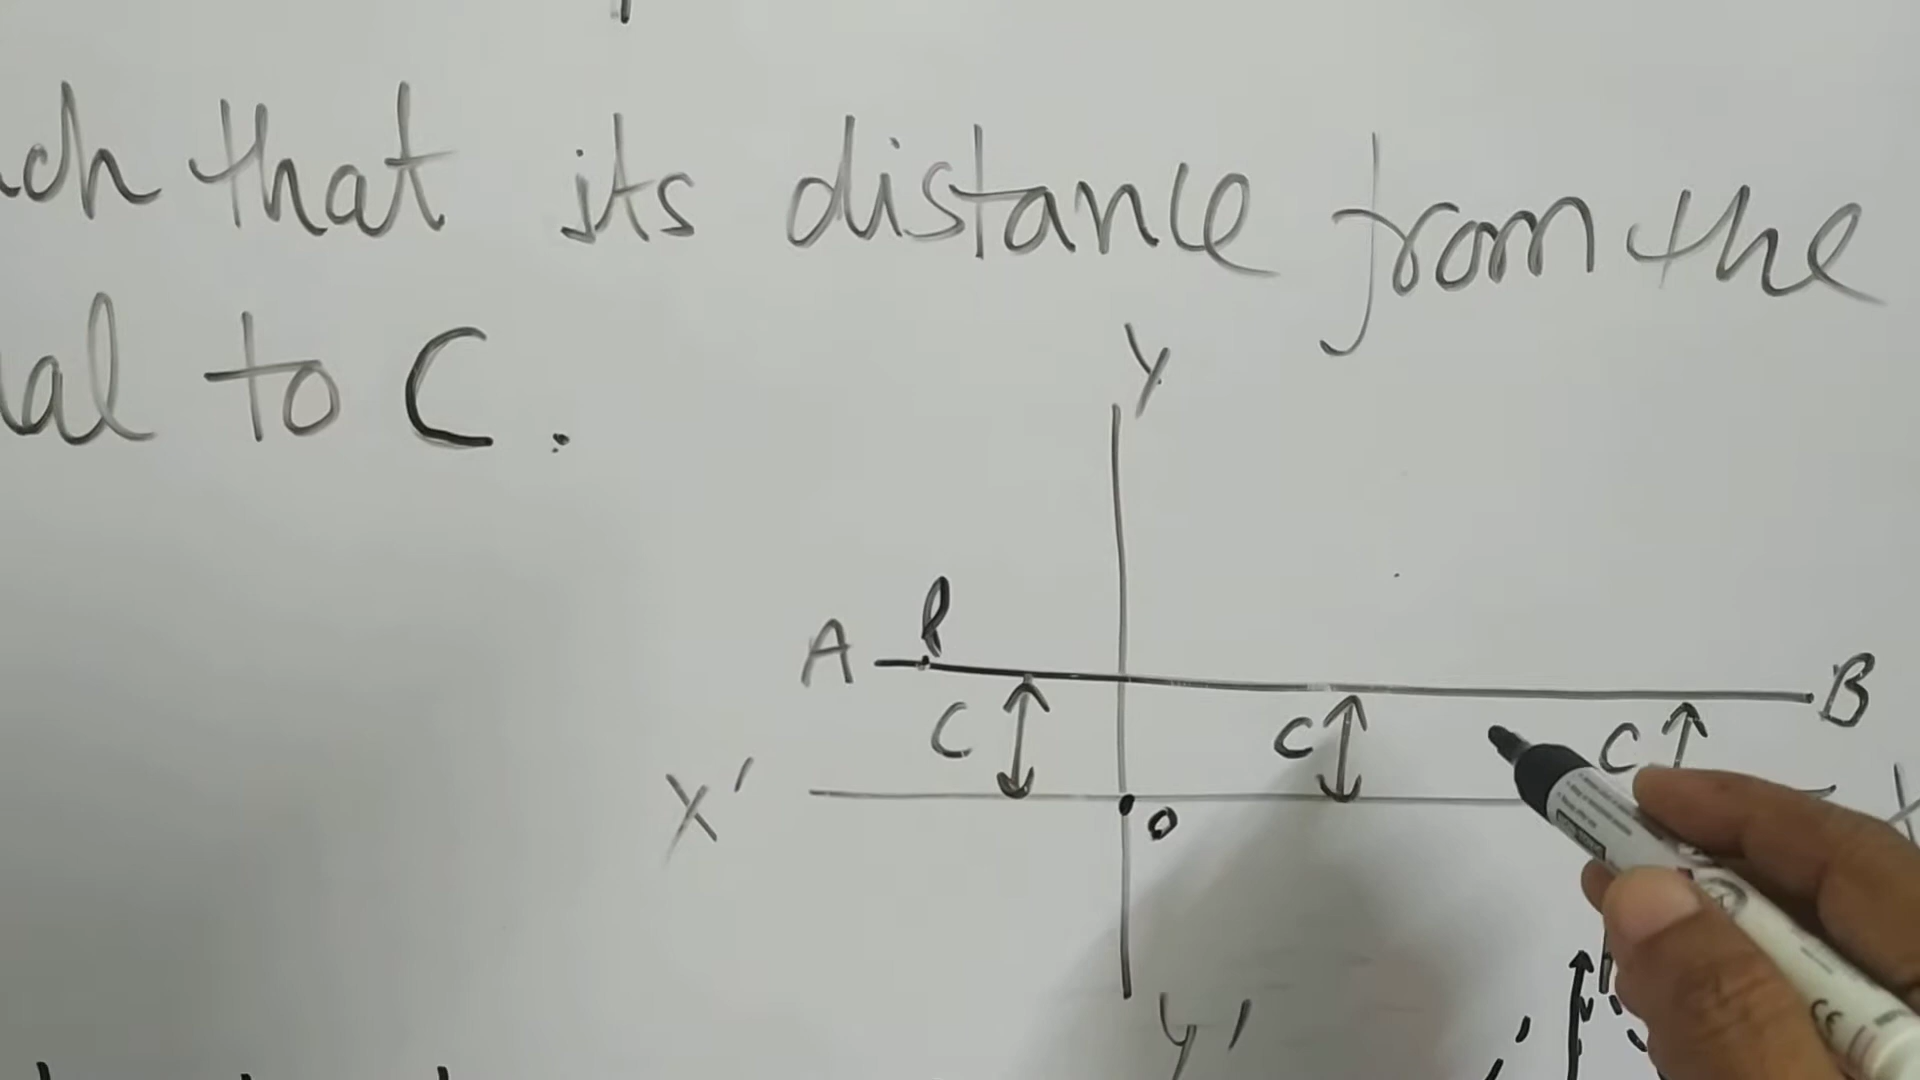 ch that its distance from the
al to C.
Y
P
A
B
C C C
X' X
O
Y'